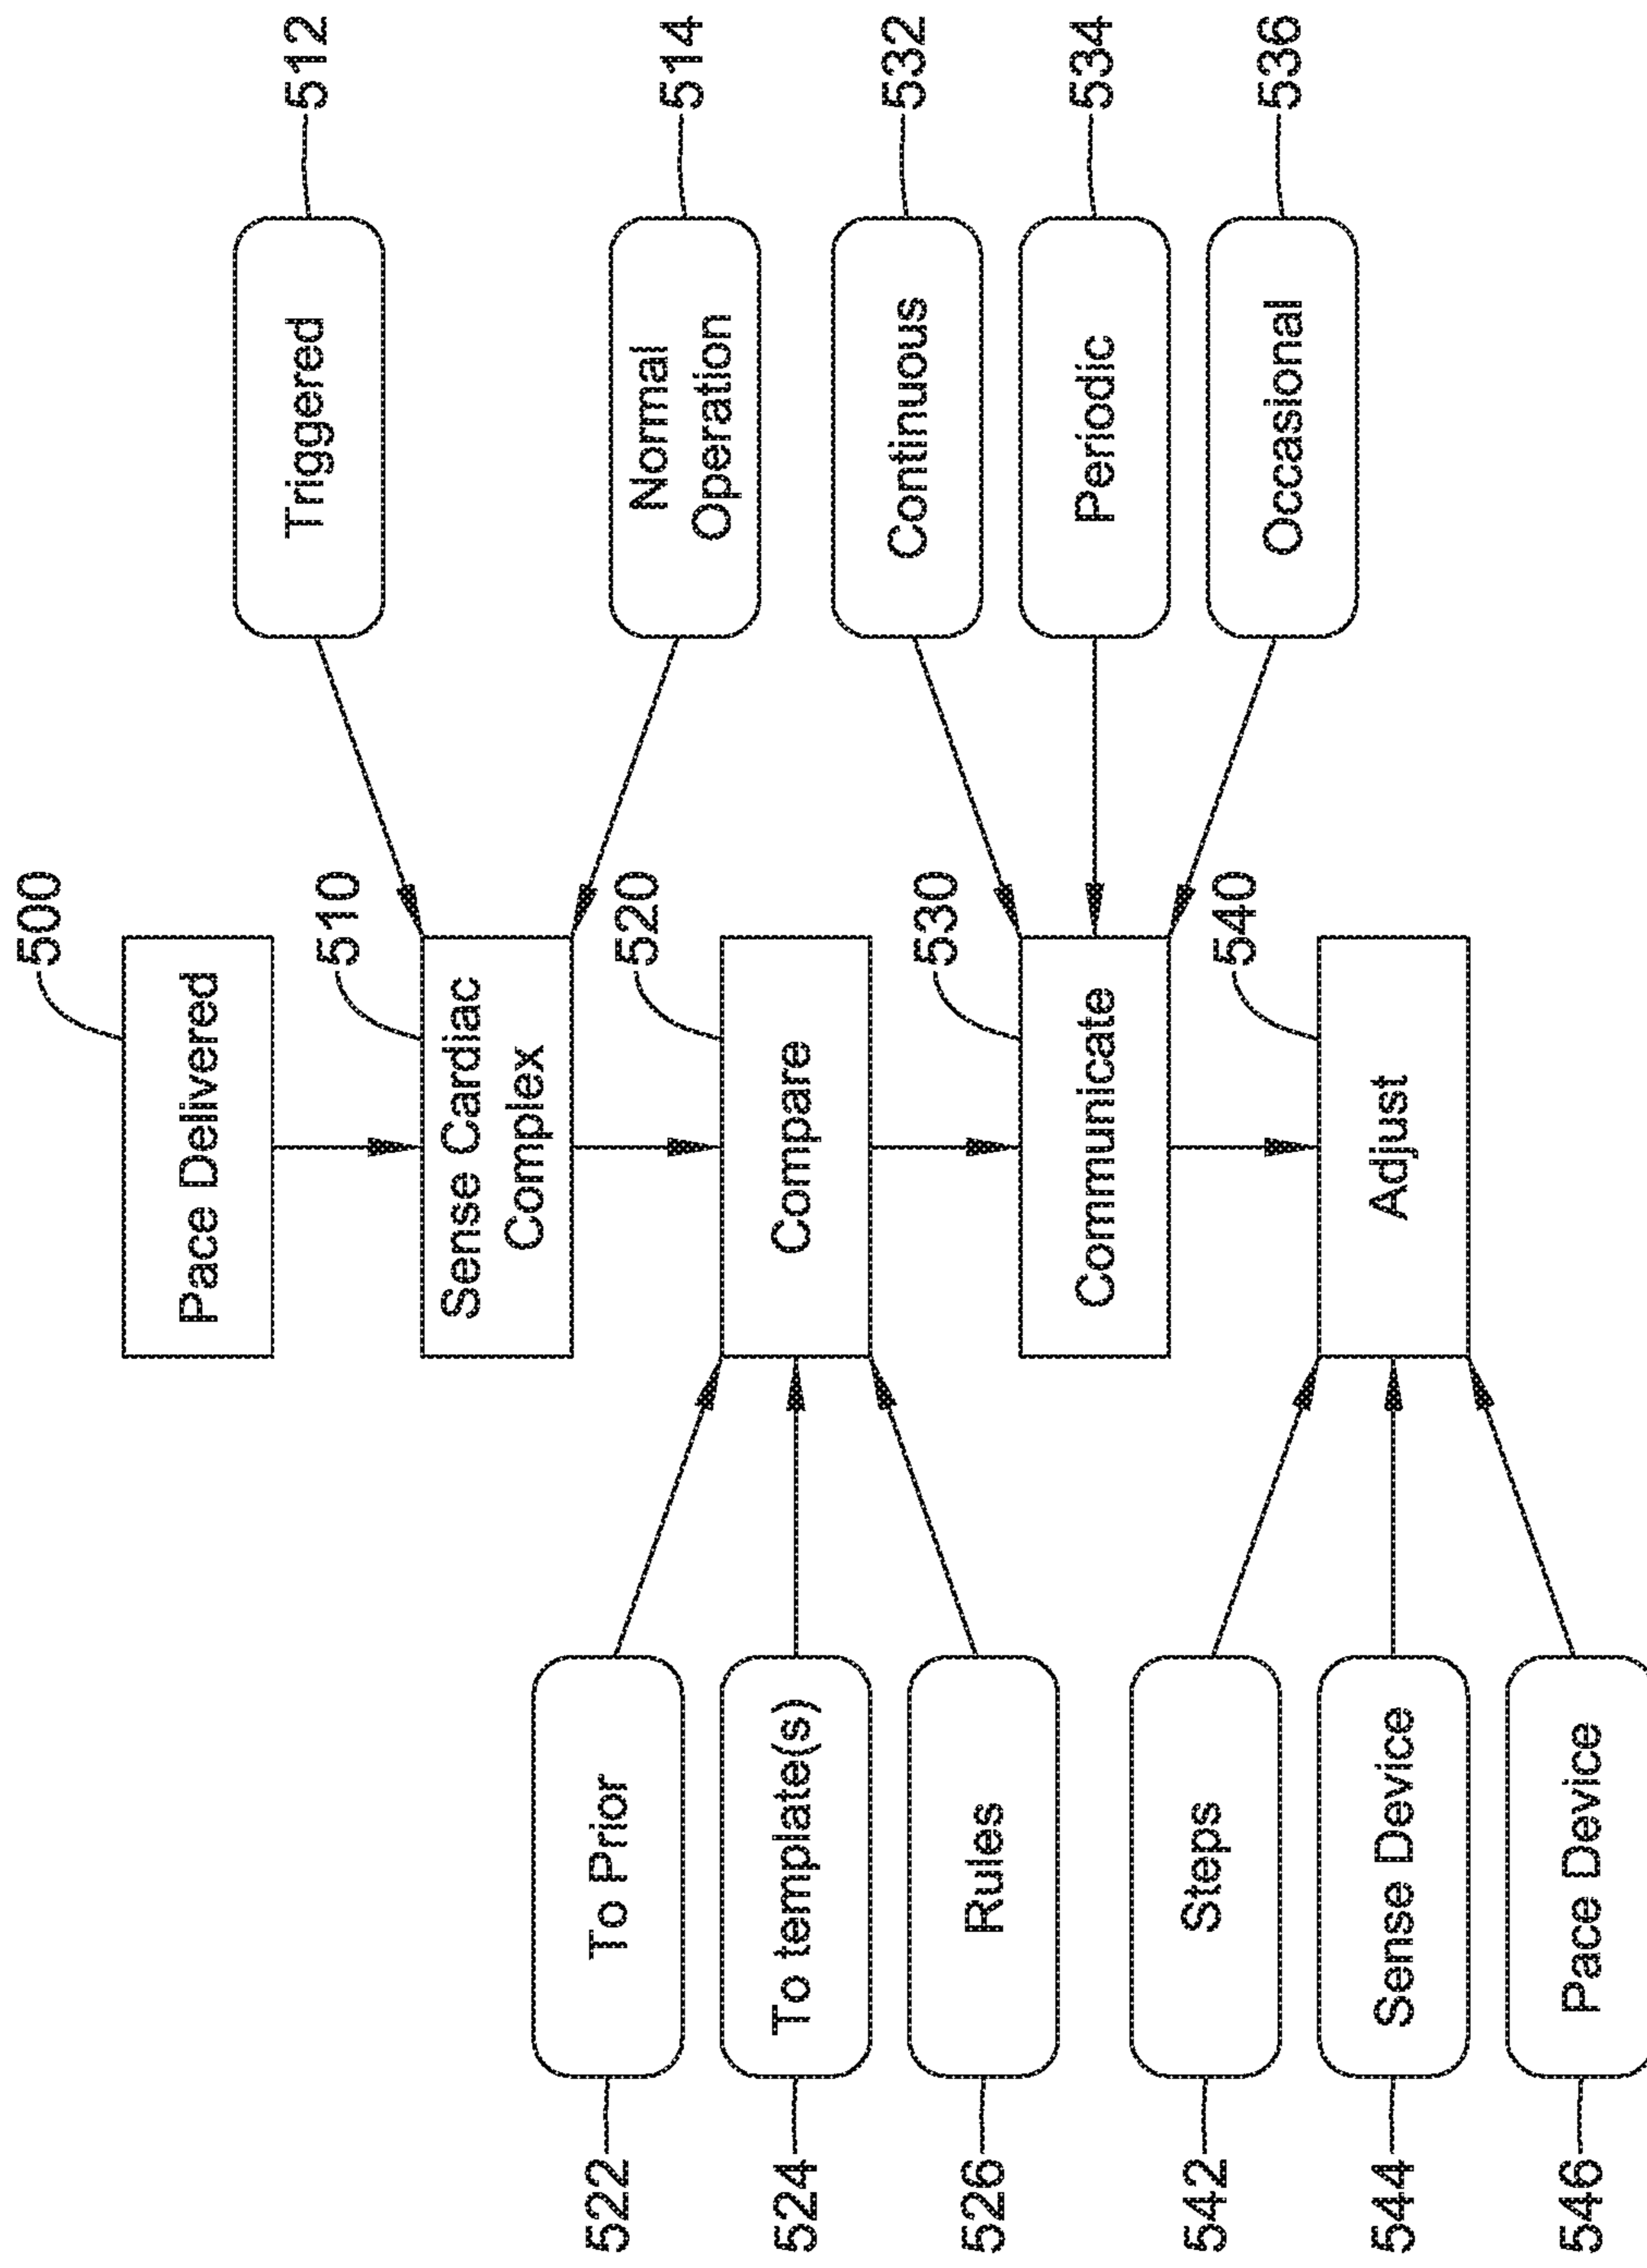 500
Pace Delivered
510
Sense Cardiac
Complex
Triggered
512
Normal
Operation
514
520
Compare
522
To Prior
524
To template(s)
526
Rules
530
Communicate
Continuous
532
Periodic
534
Occasional
536
540
Adjust
542
Steps
544
Sense Device
546
Pace Device